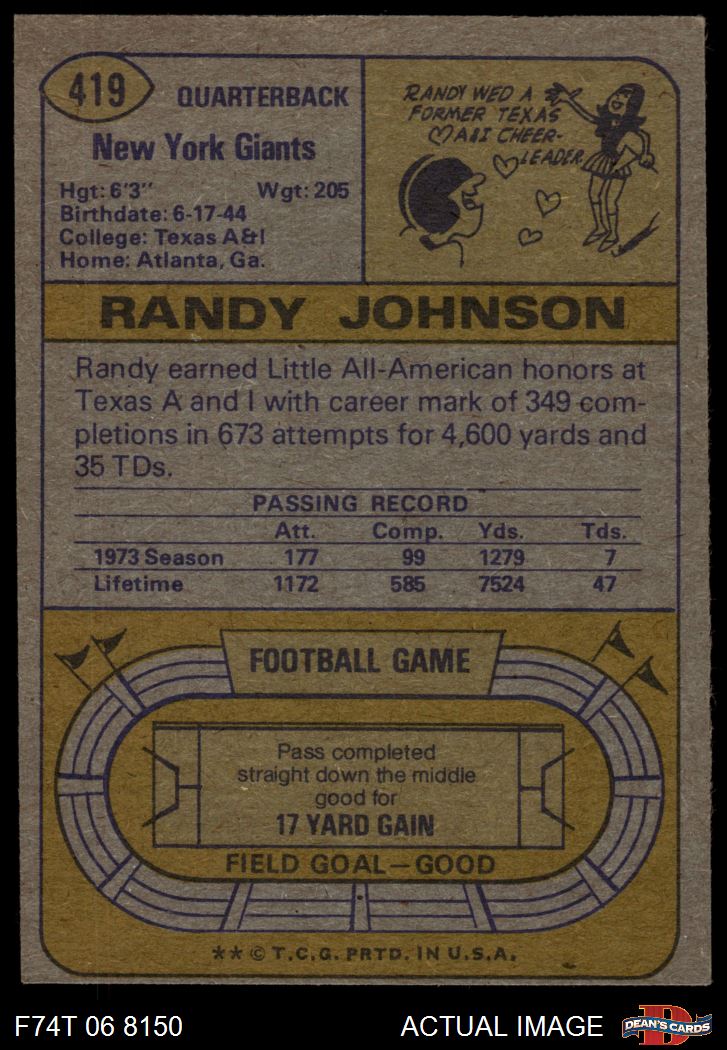 419
QUARTERBACK
New York Giants
Hgt: 6'3" Wgt: 205
Birthdate: 6-17-44
College: Texas A&I
Home: Atlanta, Ga.
RANDY WED A
FORMER TEXAS
A&I CHEER-
LEADER.
RANDY JOHNSON
Randy earned Little All-American honors at
Texas A and I with career mark of 349 com-
pletions in 673 attempts for 4,600 yards and
35 TDs.
PASSING RECORD
Att. Comp. Yds. Tds.
1973 Season 177 99 1279 7
Lifetime 1172 585 7524 47
FOOTBALL GAME
Pass completed
straight down the middle
good for
17 YARD GAIN
FIELD GOAL—GOOD
** © T.C.G. PRTD. IN U.S.A.
F74T 06 8150 ACTUAL IMAGE
D
DEAN'S CARDS